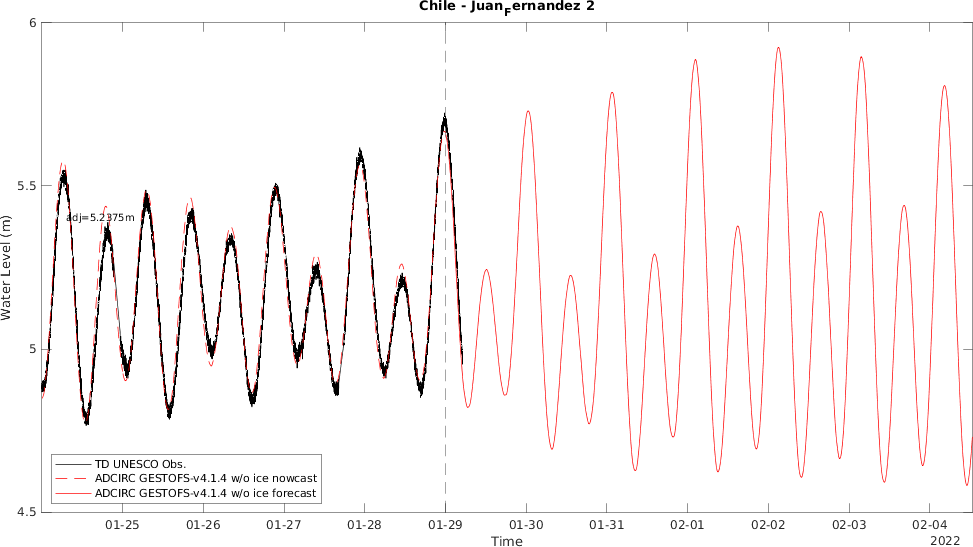 Chile - Juan_Fernandez 2
6
5.5
5
4.5
Water Level (m)
adj=5.2375m
TD UNESCO Obs.
ADCIRC GESTOFS-v4.1.4 w/o ice nowcast
ADCIRC GESTOFS-v4.1.4 w/o ice forecast
01-25 01-26 01-27 01-28 01-29 01-30 01-31 02-01 02-02 02-03 02-04
Time
2022